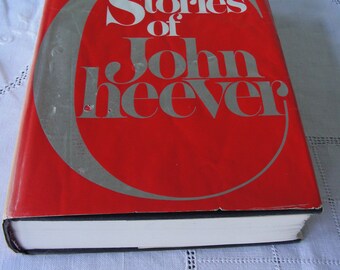 Stories
of
John
Cheever